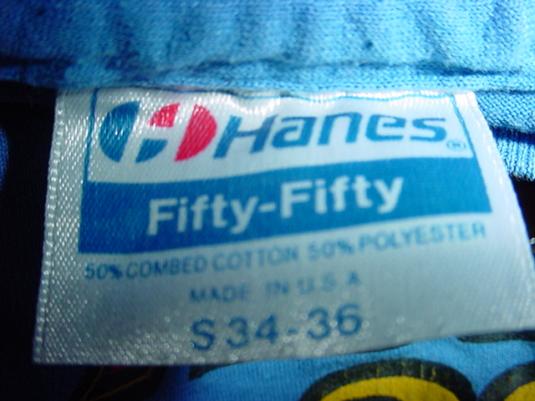 Hanes®
Fifty-Fifty
50% COMBED COTTON 50% POLYESTER
MADE IN U.S.A
S 34-36